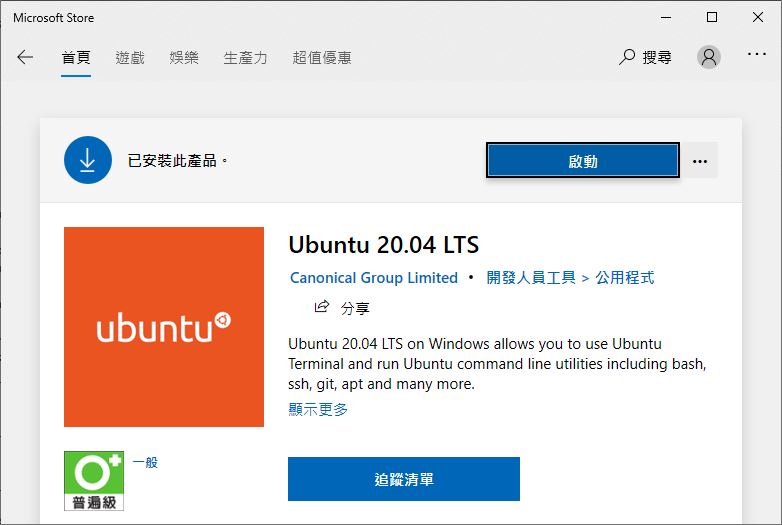 Microsoft Store
首頁 遊戲 娛樂 生產力 超值優惠 搜尋
已安裝此產品。 啟動
ubuntu
Ubuntu 20.04 LTS
Canonical Group Limited • 開發人員工具 > 公用程式
分享
Ubuntu 20.04 LTS on Windows allows you to use Ubuntu
Terminal and run Ubuntu command line utilities including bash,
ssh, git, apt and many more.
顯示更多
0+ 一般
普遍級
追蹤清單